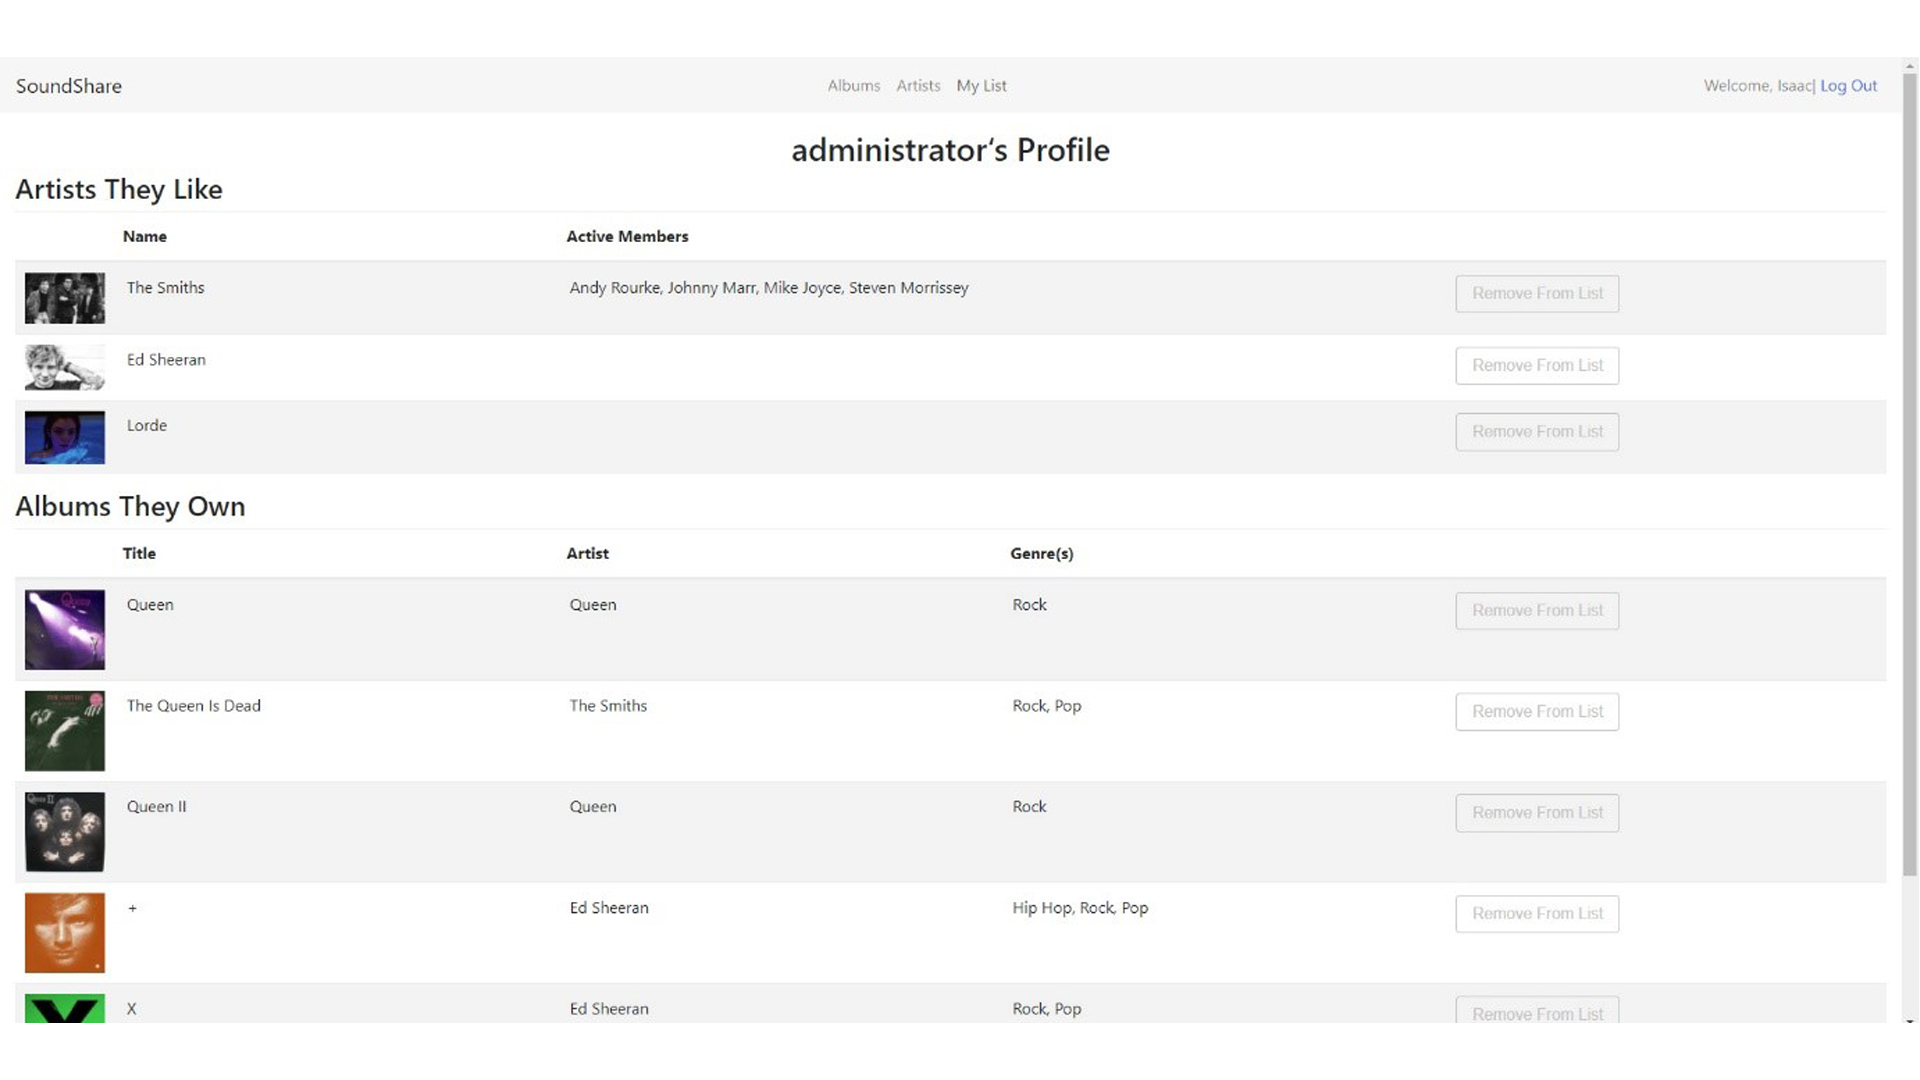 SoundShare Albums Artists My List Welcome, Isaac| Log Out
administrator‘s Profile
Artists They Like
Name Active Members
The Smiths Andy Rourke, Johnny Marr, Mike Joyce, Steven Morrissey Remove From List
Ed Sheeran Remove From List
Lorde Remove From List
Albums They Own
Title Artist Genre(s)
Queen Queen Rock Remove From List
The Queen Is Dead The Smiths Rock, Pop Remove From List
Queen II Queen Rock Remove From List
+ Ed Sheeran Hip Hop, Rock, Pop Remove From List
X Ed Sheeran Rock, Pop Remove From List